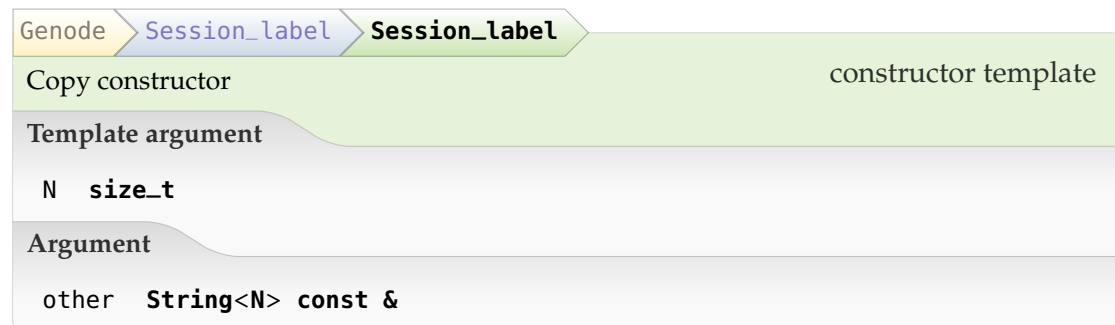 Genode Session_label Session_label
constructor template
Copy constructor
Template argument
N size_t
Argument
other String<N> const &